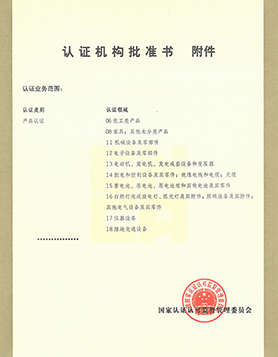 认证机构批准书 附件
认证业务范围:
认证类别 认证领域
产品认证 06 化工类产品
08 家具; 其他未分类产品
11 机械设备及零部件
12 电子设备及零部件
13 电动机、发电机、发电成套设备和变压器
14 配电和控制设备及其零件; 绝缘电线和电缆; 光缆
15 蓄电池、原电池、原电池组和其他电池及其零件
16 白炽灯泡或放电灯、弧光灯及其附件; 照明设备及其附件;
其他电气设备及其零件
17 仪器设备
18 陆地交通设备
国家认证认可监督管理委员会